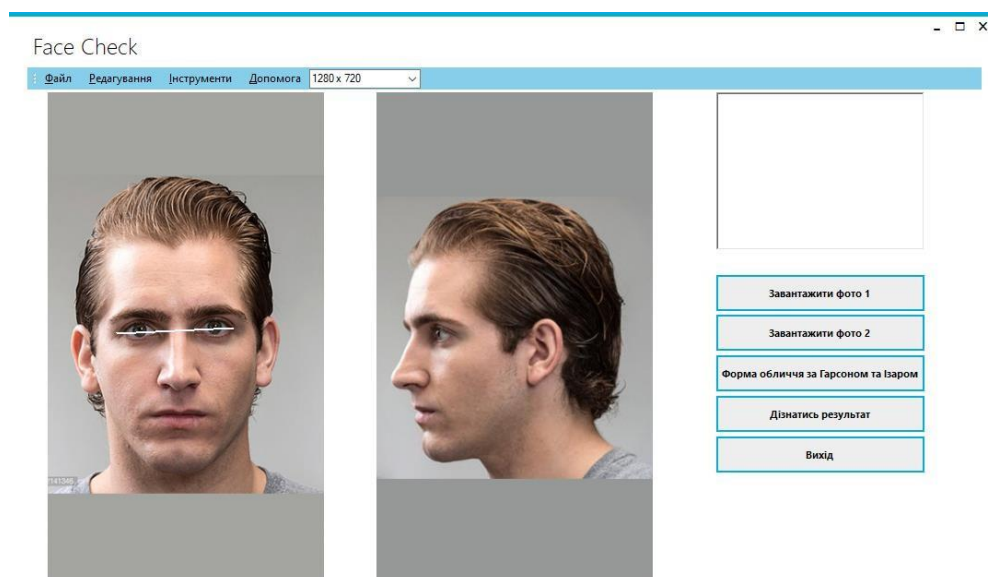 Face Check
Файл Редагування Інструменти Допомога 1280 x 720
Завантажити фото 1
Завантажити фото 2
Форма обличчя за Гарсоном та Ізаром
Дізнатись результат
Вихід